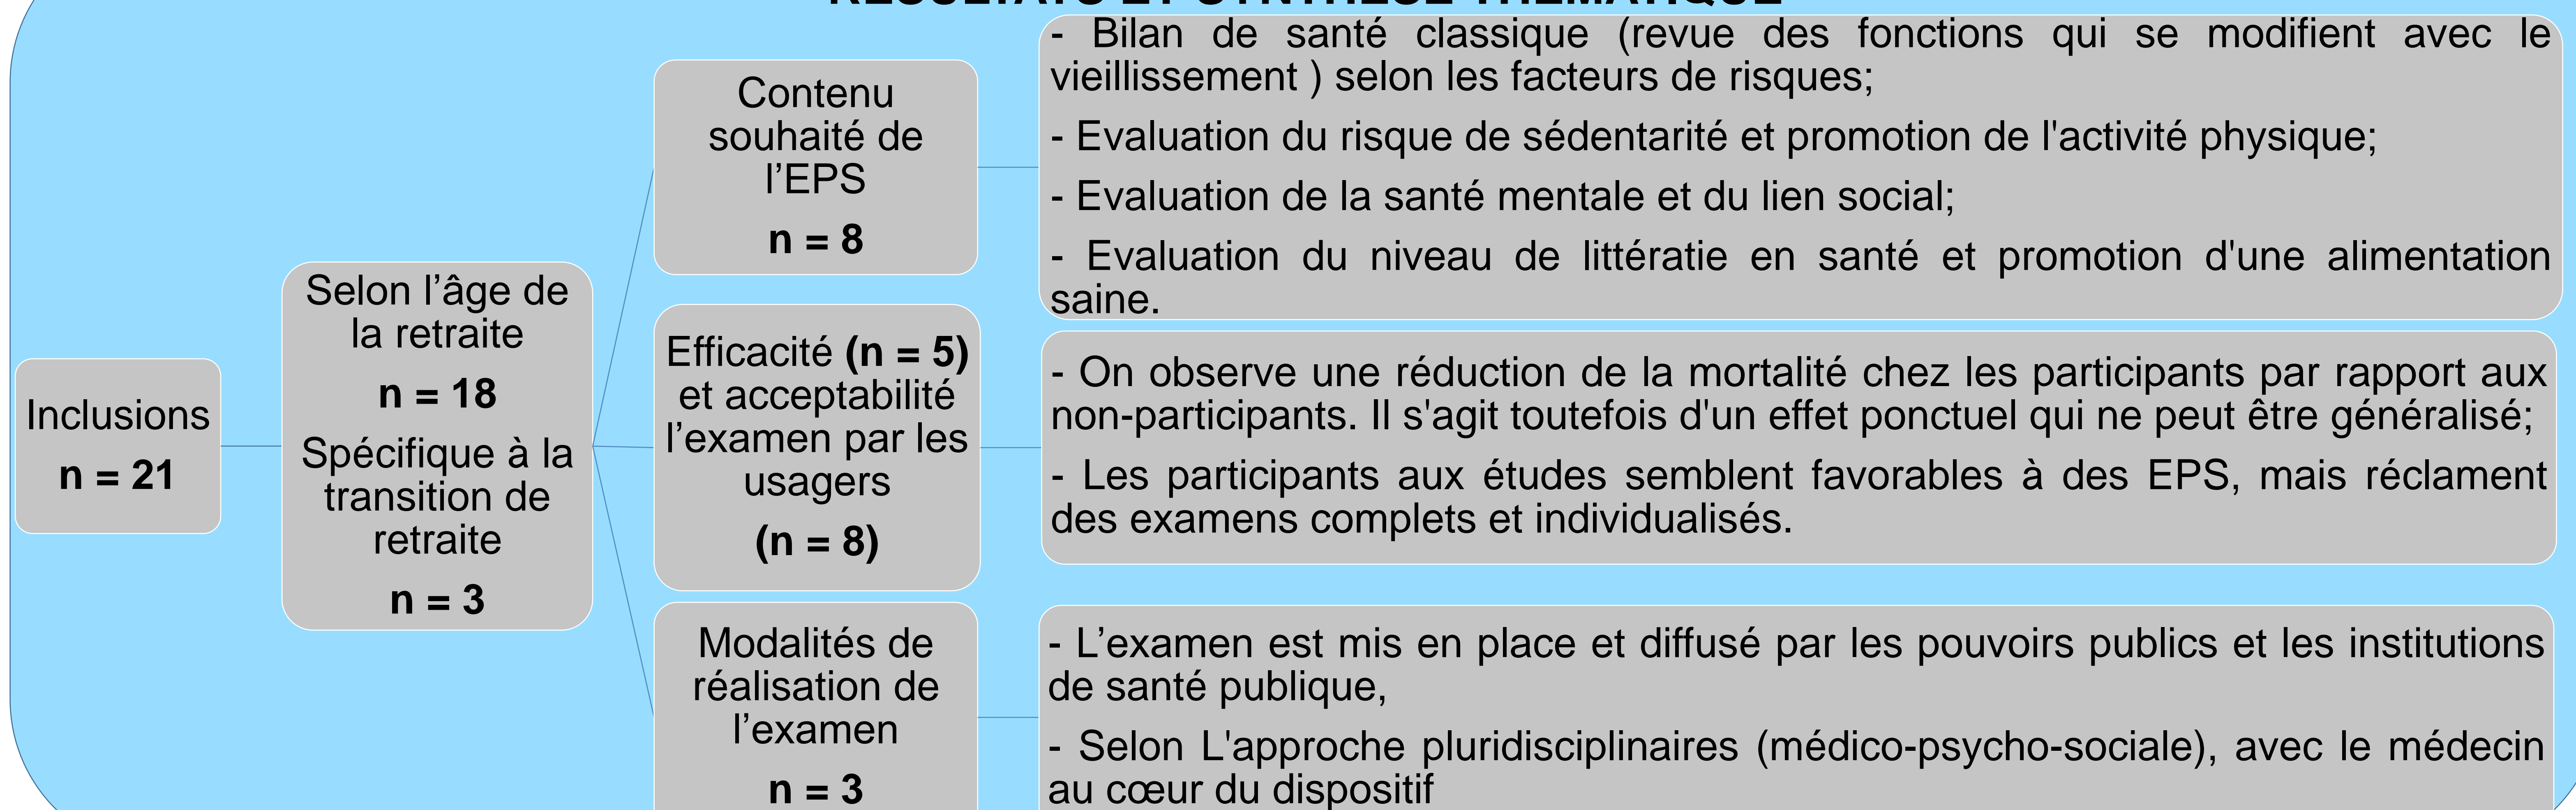 RÉSULTATS ET SYNTHÈSE THÉMATIQUE
Inclusions
n = 21
Selon l’âge de
la retraite
n = 18
Spécifique à la
transition de
retraite
n = 3
Contenu
souhaité de
l’EPS
n = 8
- Bilan de santé classique (revue des fonctions qui se modifient avec le
vieillissement ) selon les facteurs de risques;
- Evaluation du risque de sédentarité et promotion de l'activité physique;
- Evaluation de la santé mentale et du lien social;
- Evaluation du niveau de littératie en santé et promotion d'une alimentation
saine.
Efficacité (n = 5)
et acceptabilité
l’examen par les
usagers
(n = 8)
- On observe une réduction de la mortalité chez les participants par rapport aux
non-participants. Il s'agit toutefois d'un effet ponctuel qui ne peut être généralisé;
- Les participants aux études semblent favorables à des EPS, mais réclament
des examens complets et individualisés.
Modalités de
réalisation de
l’examen
n = 3
- L’examen est mis en place et diffusé par les pouvoirs publics et les institutions
de santé publique,
- Selon L'approche pluridisciplinaires (médico-psycho-sociale), avec le médecin
au cœur du dispositif